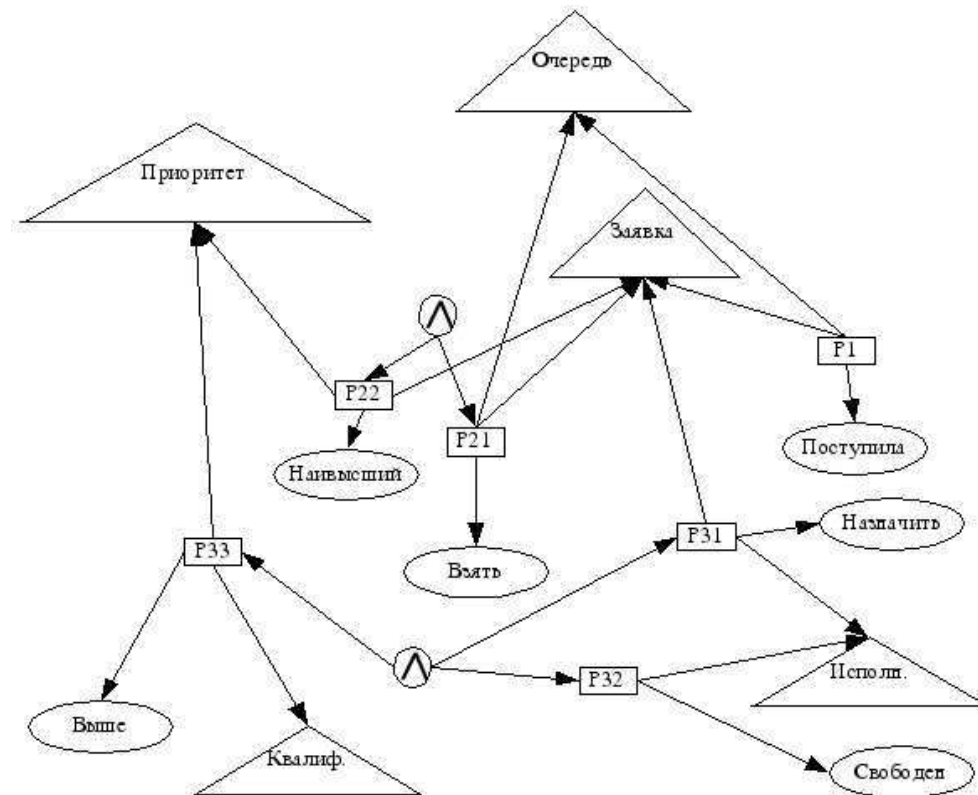 Очередь
Приоритет
Заявка
⋀
P1
P22
P21
Поступила
Наивысший
Назначить
P31
P33
Взять
⋀
P32
Исполн.
Выше
Квалиф.
Свободен